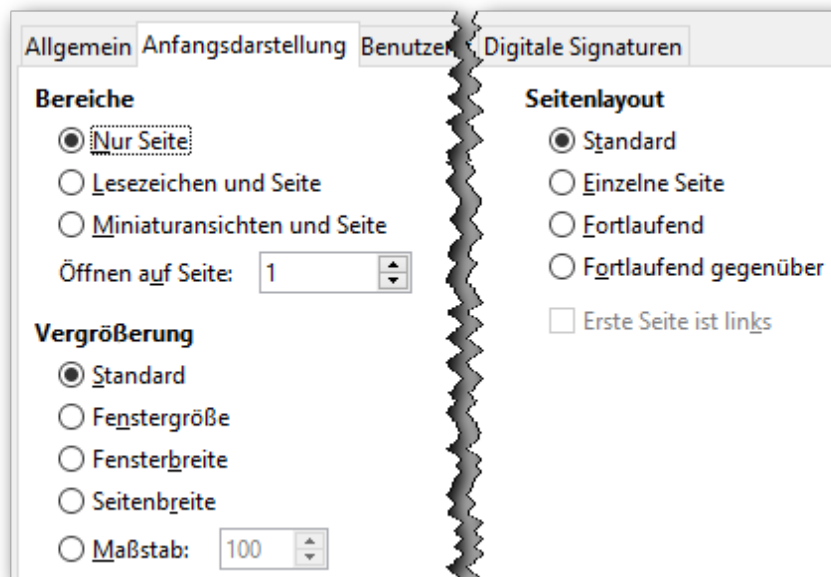 Allgemein Anfangsdarstellung Digitale Signaturen
Bereiche
Nur Seite
Lesezeichen und Seite
Miniaturansichten und Seite
Öffnen auf Seite: 1
Vergrößerung
Standard
Fenstergröße
Fensterbreite
Seitenbreite
Maßstab: 100
Seitenlayout
Standard
Einzelne Seite
Fortlaufend
Fortlaufend gegenüber
Erste Seite ist links